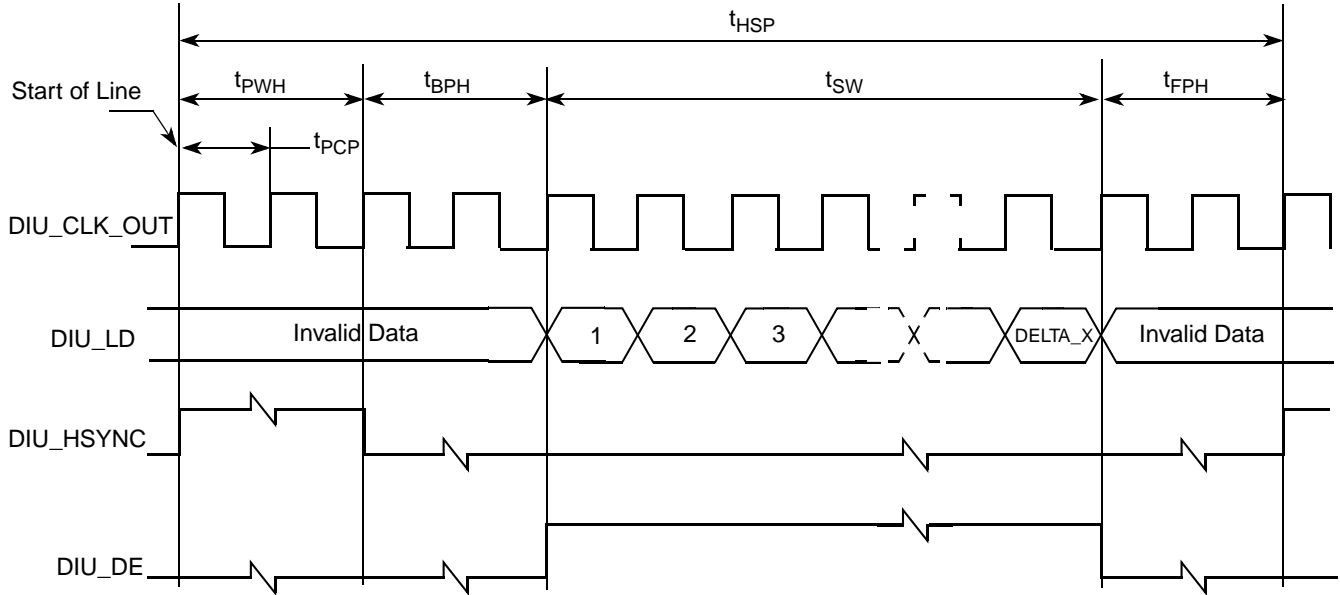 tHSP
tPWH
tBPH
tSW
tFPH
Start of Line
tPCP
DIU_CLK_OUT
DIU_LD
Invalid Data
1
2
3
DELTA_X
Invalid Data
DIU_HSYNC
DIU_DE